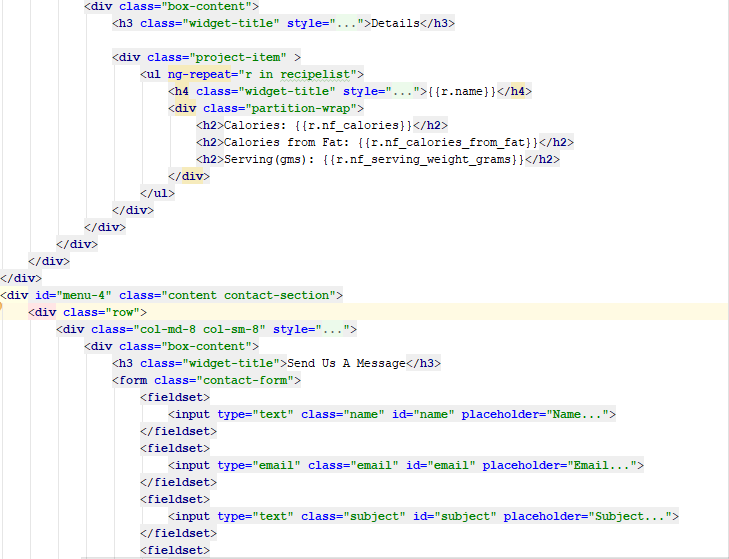 <div class="box-content">
<h3 class="widget-title" style="...">Details</h3>
<div class="project-item" >
<ul ng-repeat="r in recipelist">
<h4 class="widget-title" style="...">{{r.name}}</h4>
<div class="partition-wrap">
<h2>Calories: {{r.nf_calories}}</h2>
<h2>Calories from Fat: {{r.nf_calories_from_fat}}</h2>
<h2>Serving(gms): {{r.nf_serving_weight_grams}}</h2>
</div>
</ul>
</div>
</div>
</div>
</div>
</div>
<div id="menu-4" class="content contact-section">
<div class="row">
<div class="col-md-8 col-sm-8" style="...">
<div class="box-content">
<h3 class="widget-title">Send Us A Message</h3>
<form class="contact-form">
<fieldset>
<input type="text" class="name" id="name" placeholder="Name...">
</fieldset>
<fieldset>
<input type="email" class="email" id="email" placeholder="Email...">
</fieldset>
<fieldset>
<input type="text" class="subject" id="subject" placeholder="Subject...">
</fieldset>
<fieldset>